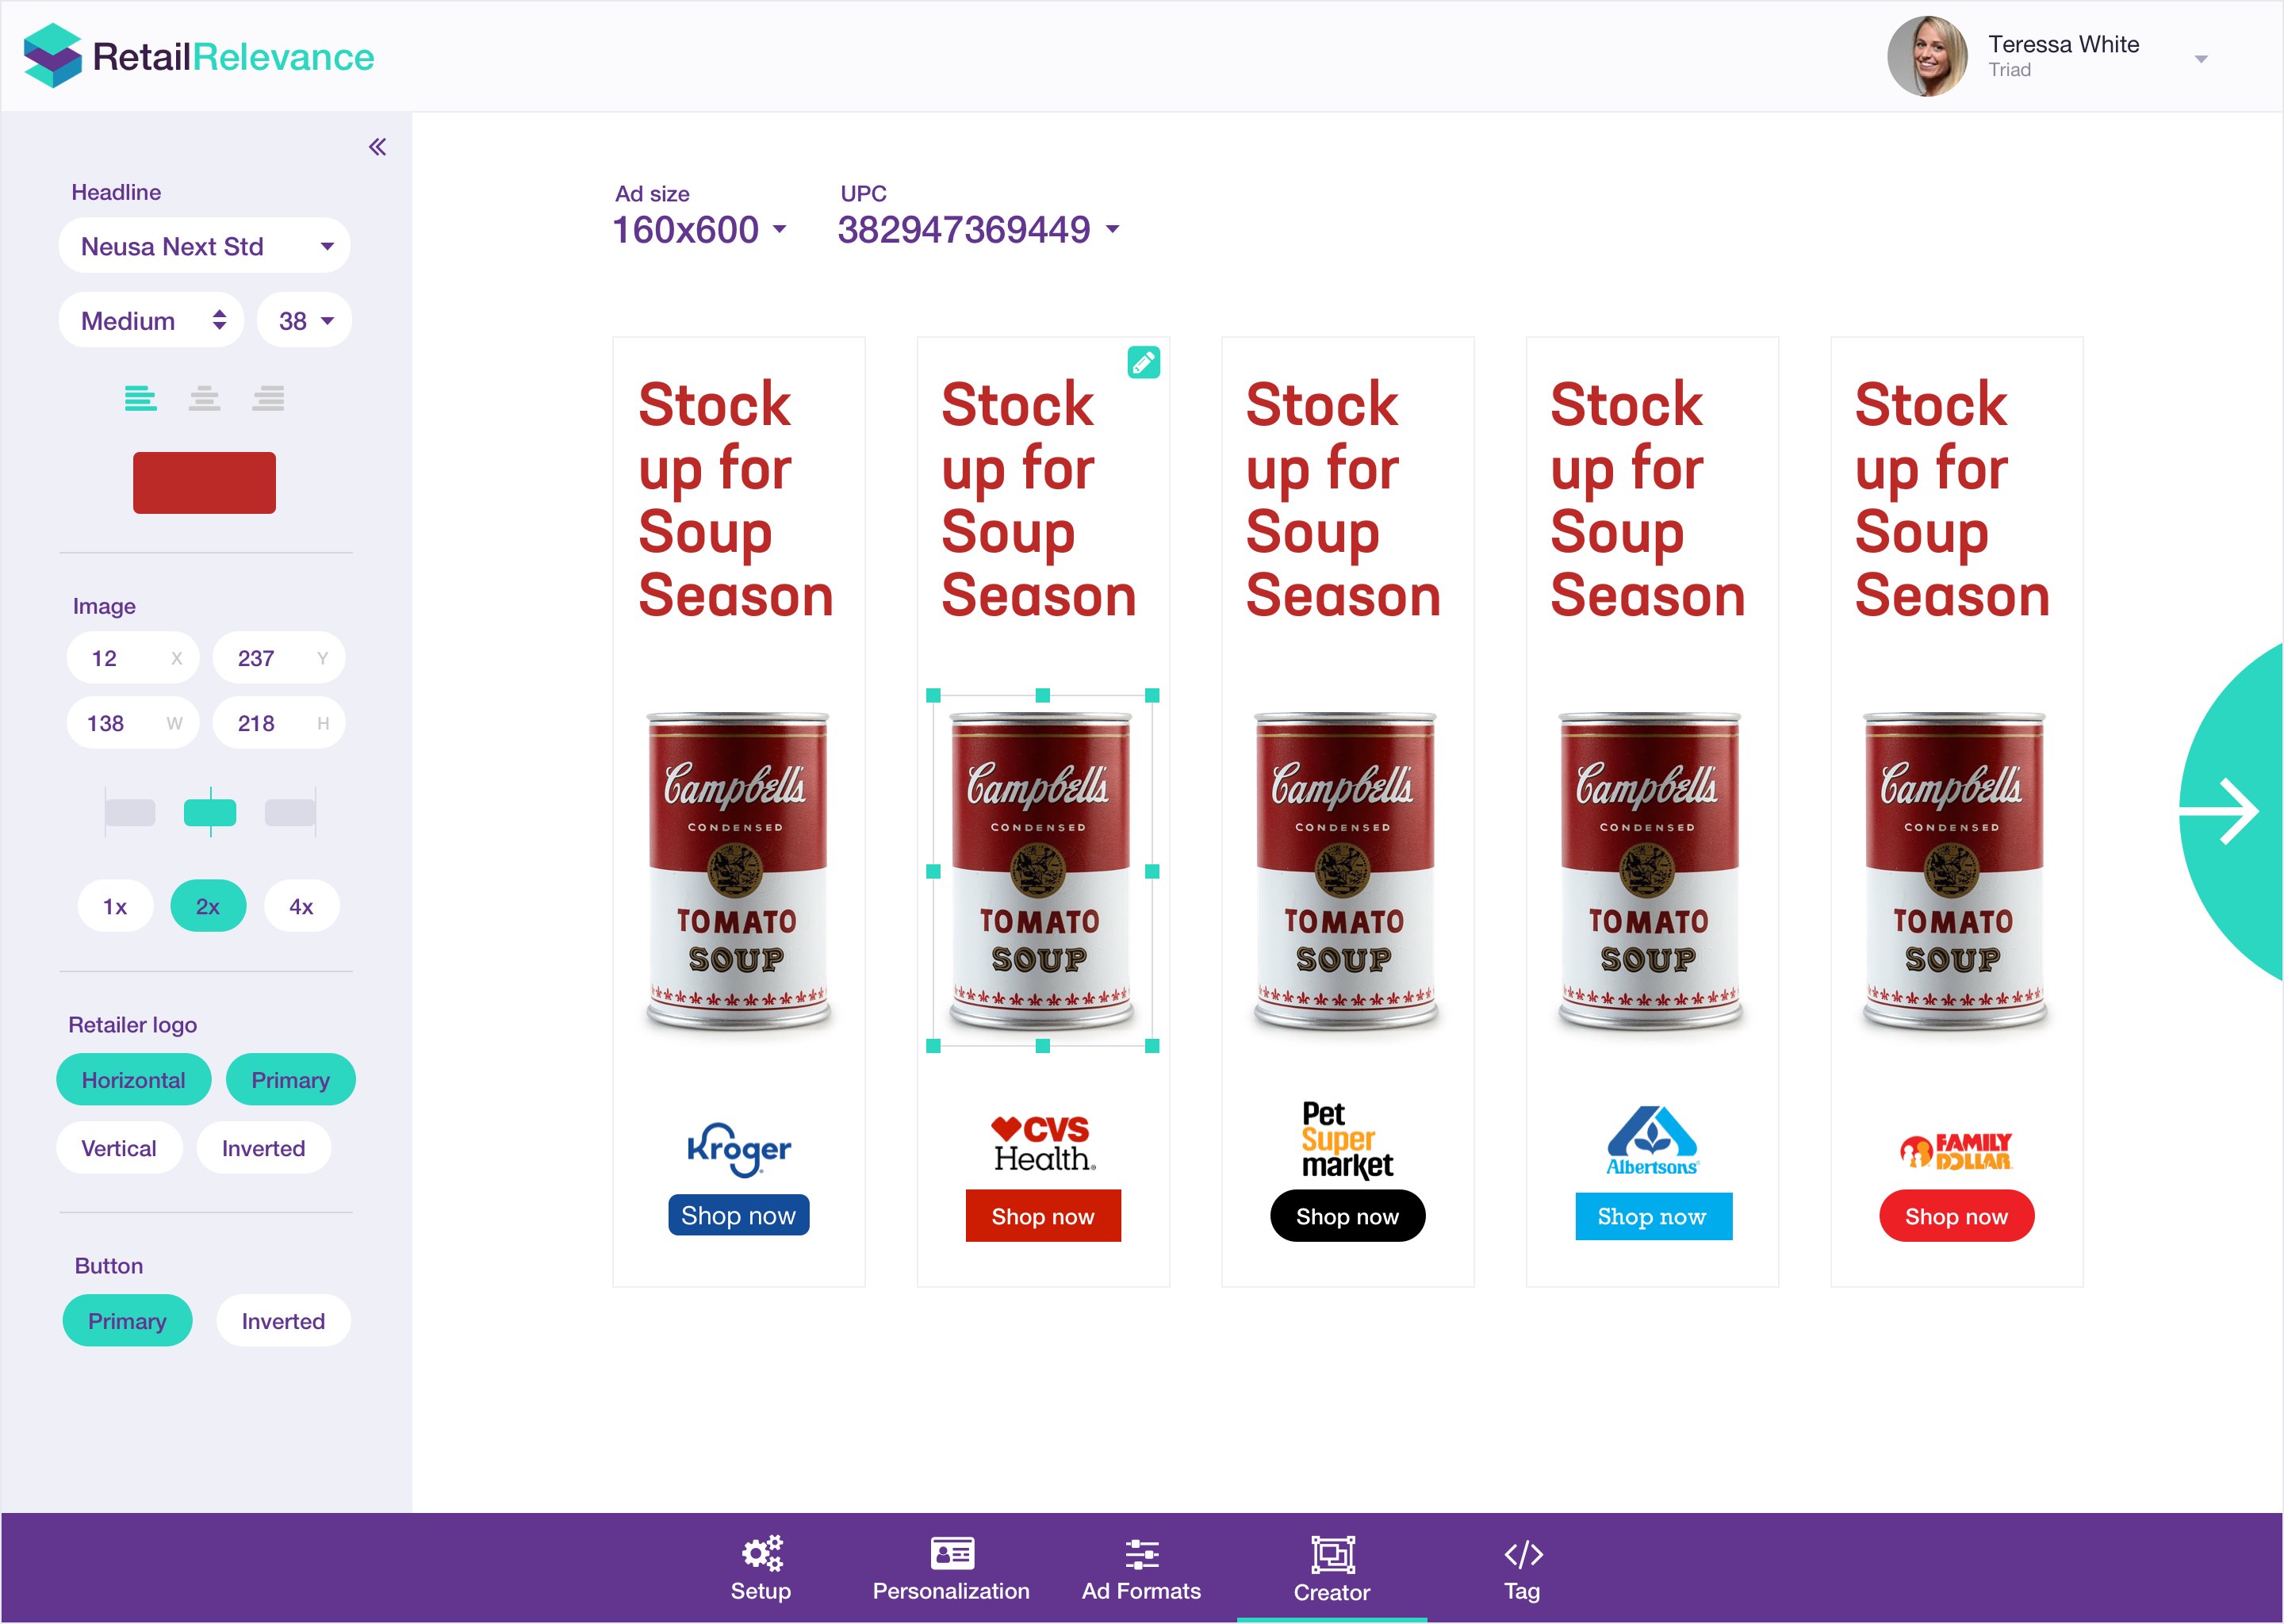 RetailRelevance
Teressa White
Triad
Headline
Neusa Next Std
Medium
38
Image
12 X
237 Y
138 W
218 H
1x
2x
4x
Retailer logo
Horizontal
Primary
Vertical
Inverted
Button
Primary
Inverted
Ad size
160x600
UPC
382947369449
Stock
up for
Soup
Season
Campbell's
CONDENSED
TOMATO
SOUP
Kroger
Shop now
Stock
up for
Soup
Season
Campbell's
CONDENSED
TOMATO
SOUP
CVS
Health®
Shop now
Stock
up for
Soup
Season
Campbell's
CONDENSED
TOMATO
SOUP
Pet
Super
market
Shop now
Stock
up for
Soup
Season
Campbell's
CONDENSED
TOMATO
SOUP
Albertsons®
Shop now
Stock
up for
Soup
Season
Campbell's
CONDENSED
TOMATO
SOUP
FAMILY
DOLLAR
Shop now
Setup
Personalization
Ad Formats
Creator
Tag